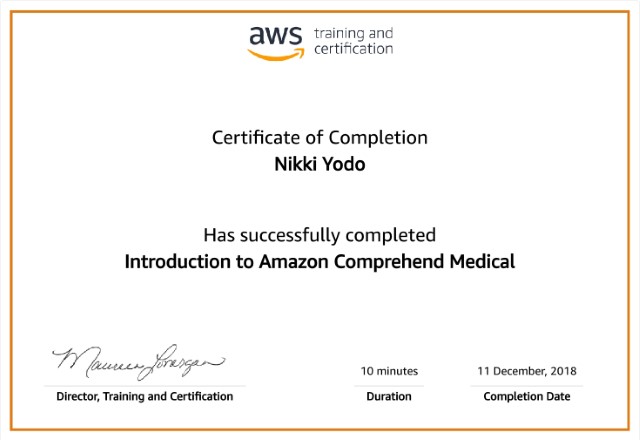 aws training and
certification
Certificate of Completion
Nikki Yodo
Has successfully completed
Introduction to Amazon Comprehend Medical
Maureen Lonergan
10 minutes
11 December, 2018
Director, Training and Certification
Duration
Completion Date